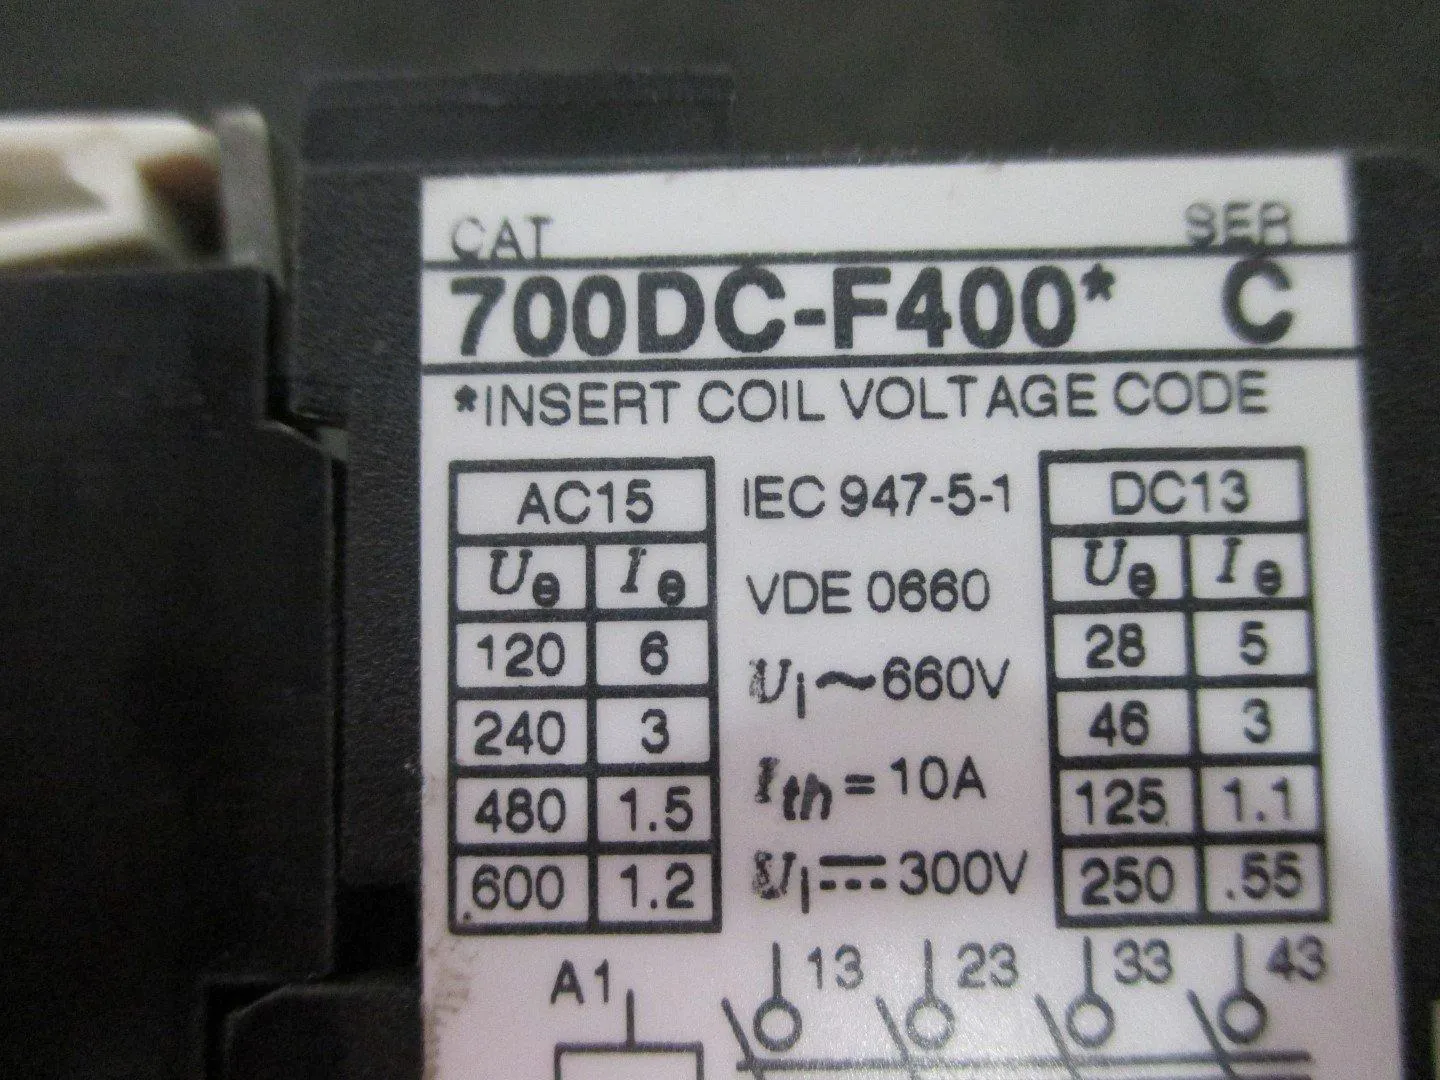 CAT SER
700DC-F400* C
*INSERT COIL VOLTAGE CODE
AC15 IEC 947-5-1 DC13
Ue Ie VDE 0660 Ue Ie
120 6 Ui ~ 660V 28 5
240 3 46 3
480 1.5 Ith = 10A 125 1.1
600 1.2 Ui ⎓ 300V 250 .55
A1 13 23 33 43